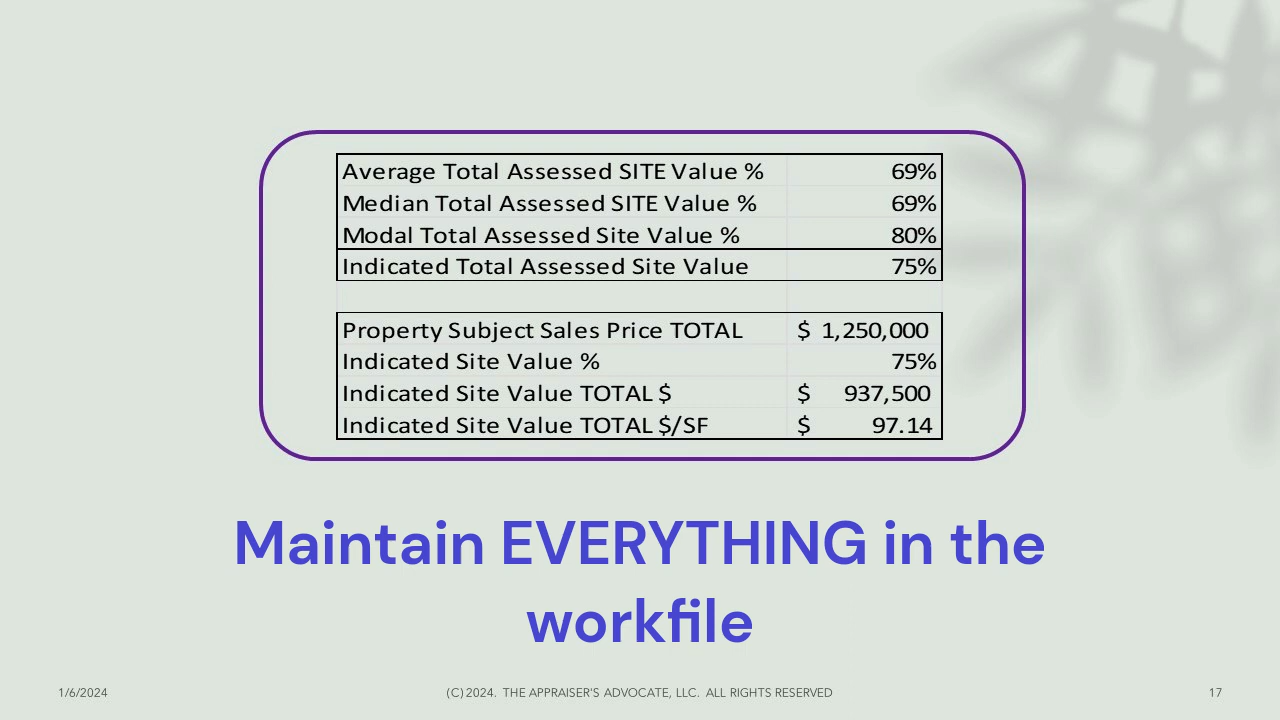 Average Total Assessed SITE Value % 69%
Median Total Assessed SITE Value % 69%
Modal Total Assessed Site Value % 80%
Indicated Total Assessed Site Value 75%
Property Subject Sales Price TOTAL $ 1,250,000
Indicated Site Value % 75%
Indicated Site Value TOTAL $ $ 937,500
Indicated Site Value TOTAL $/SF $ 97.14
Maintain EVERYTHING in the
workfile
1/6/2024 (C) 2024. THE APPRAISER'S ADVOCATE, LLC. ALL RIGHTS RESERVED 17